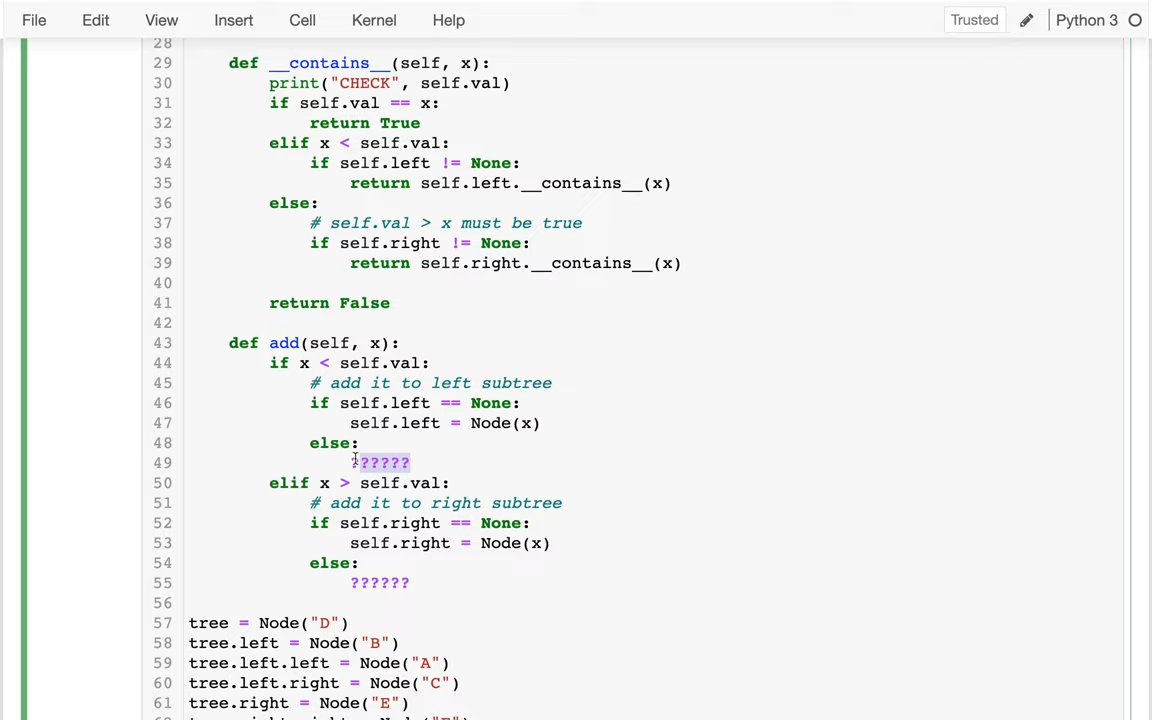 File Edit View Insert Cell Kernel Help Trusted Python 3
28
29 def __contains__(self, x):
30 print("CHECK", self.val)
31 if self.val == x:
32 return True
33 elif x < self.val:
34 if self.left != None:
35 return self.left.__contains__(x)
36 else:
37 # self.val > x must be true
38 if self.right != None:
39 return self.right.__contains__(x)
40
41 return False
42
43 def add(self, x):
44 if x < self.val:
45 # add it to left subtree
46 if self.left == None:
47 self.left = Node(x)
48 else:
49 ??????
50 elif x > self.val:
51 # add it to right subtree
52 if self.right == None:
53 self.right = Node(x)
54 else:
55 ??????
56
57 tree = Node("D")
58 tree.left = Node("B")
59 tree.left.left = Node("A")
60 tree.left.right = Node("C")
61 tree.right = Node("E")